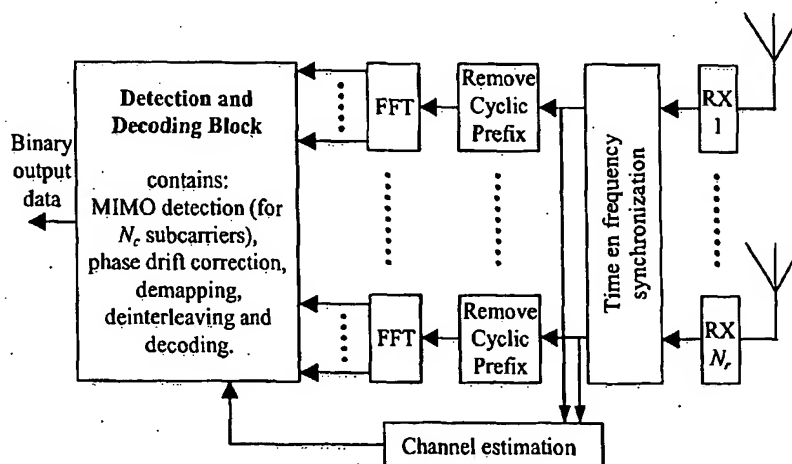 Detection and
Decoding Block
contains:
MIMO detection (for
N_c subcarriers),
phase drift correction,
demapping,
deinterleaving and
decoding.
Binary
output
data
FFT
Remove
Cyclic
Prefix
Time en frequency
synchronization
RX
1
FFT
Remove
Cyclic
Prefix
RX
N_r
Channel estimation